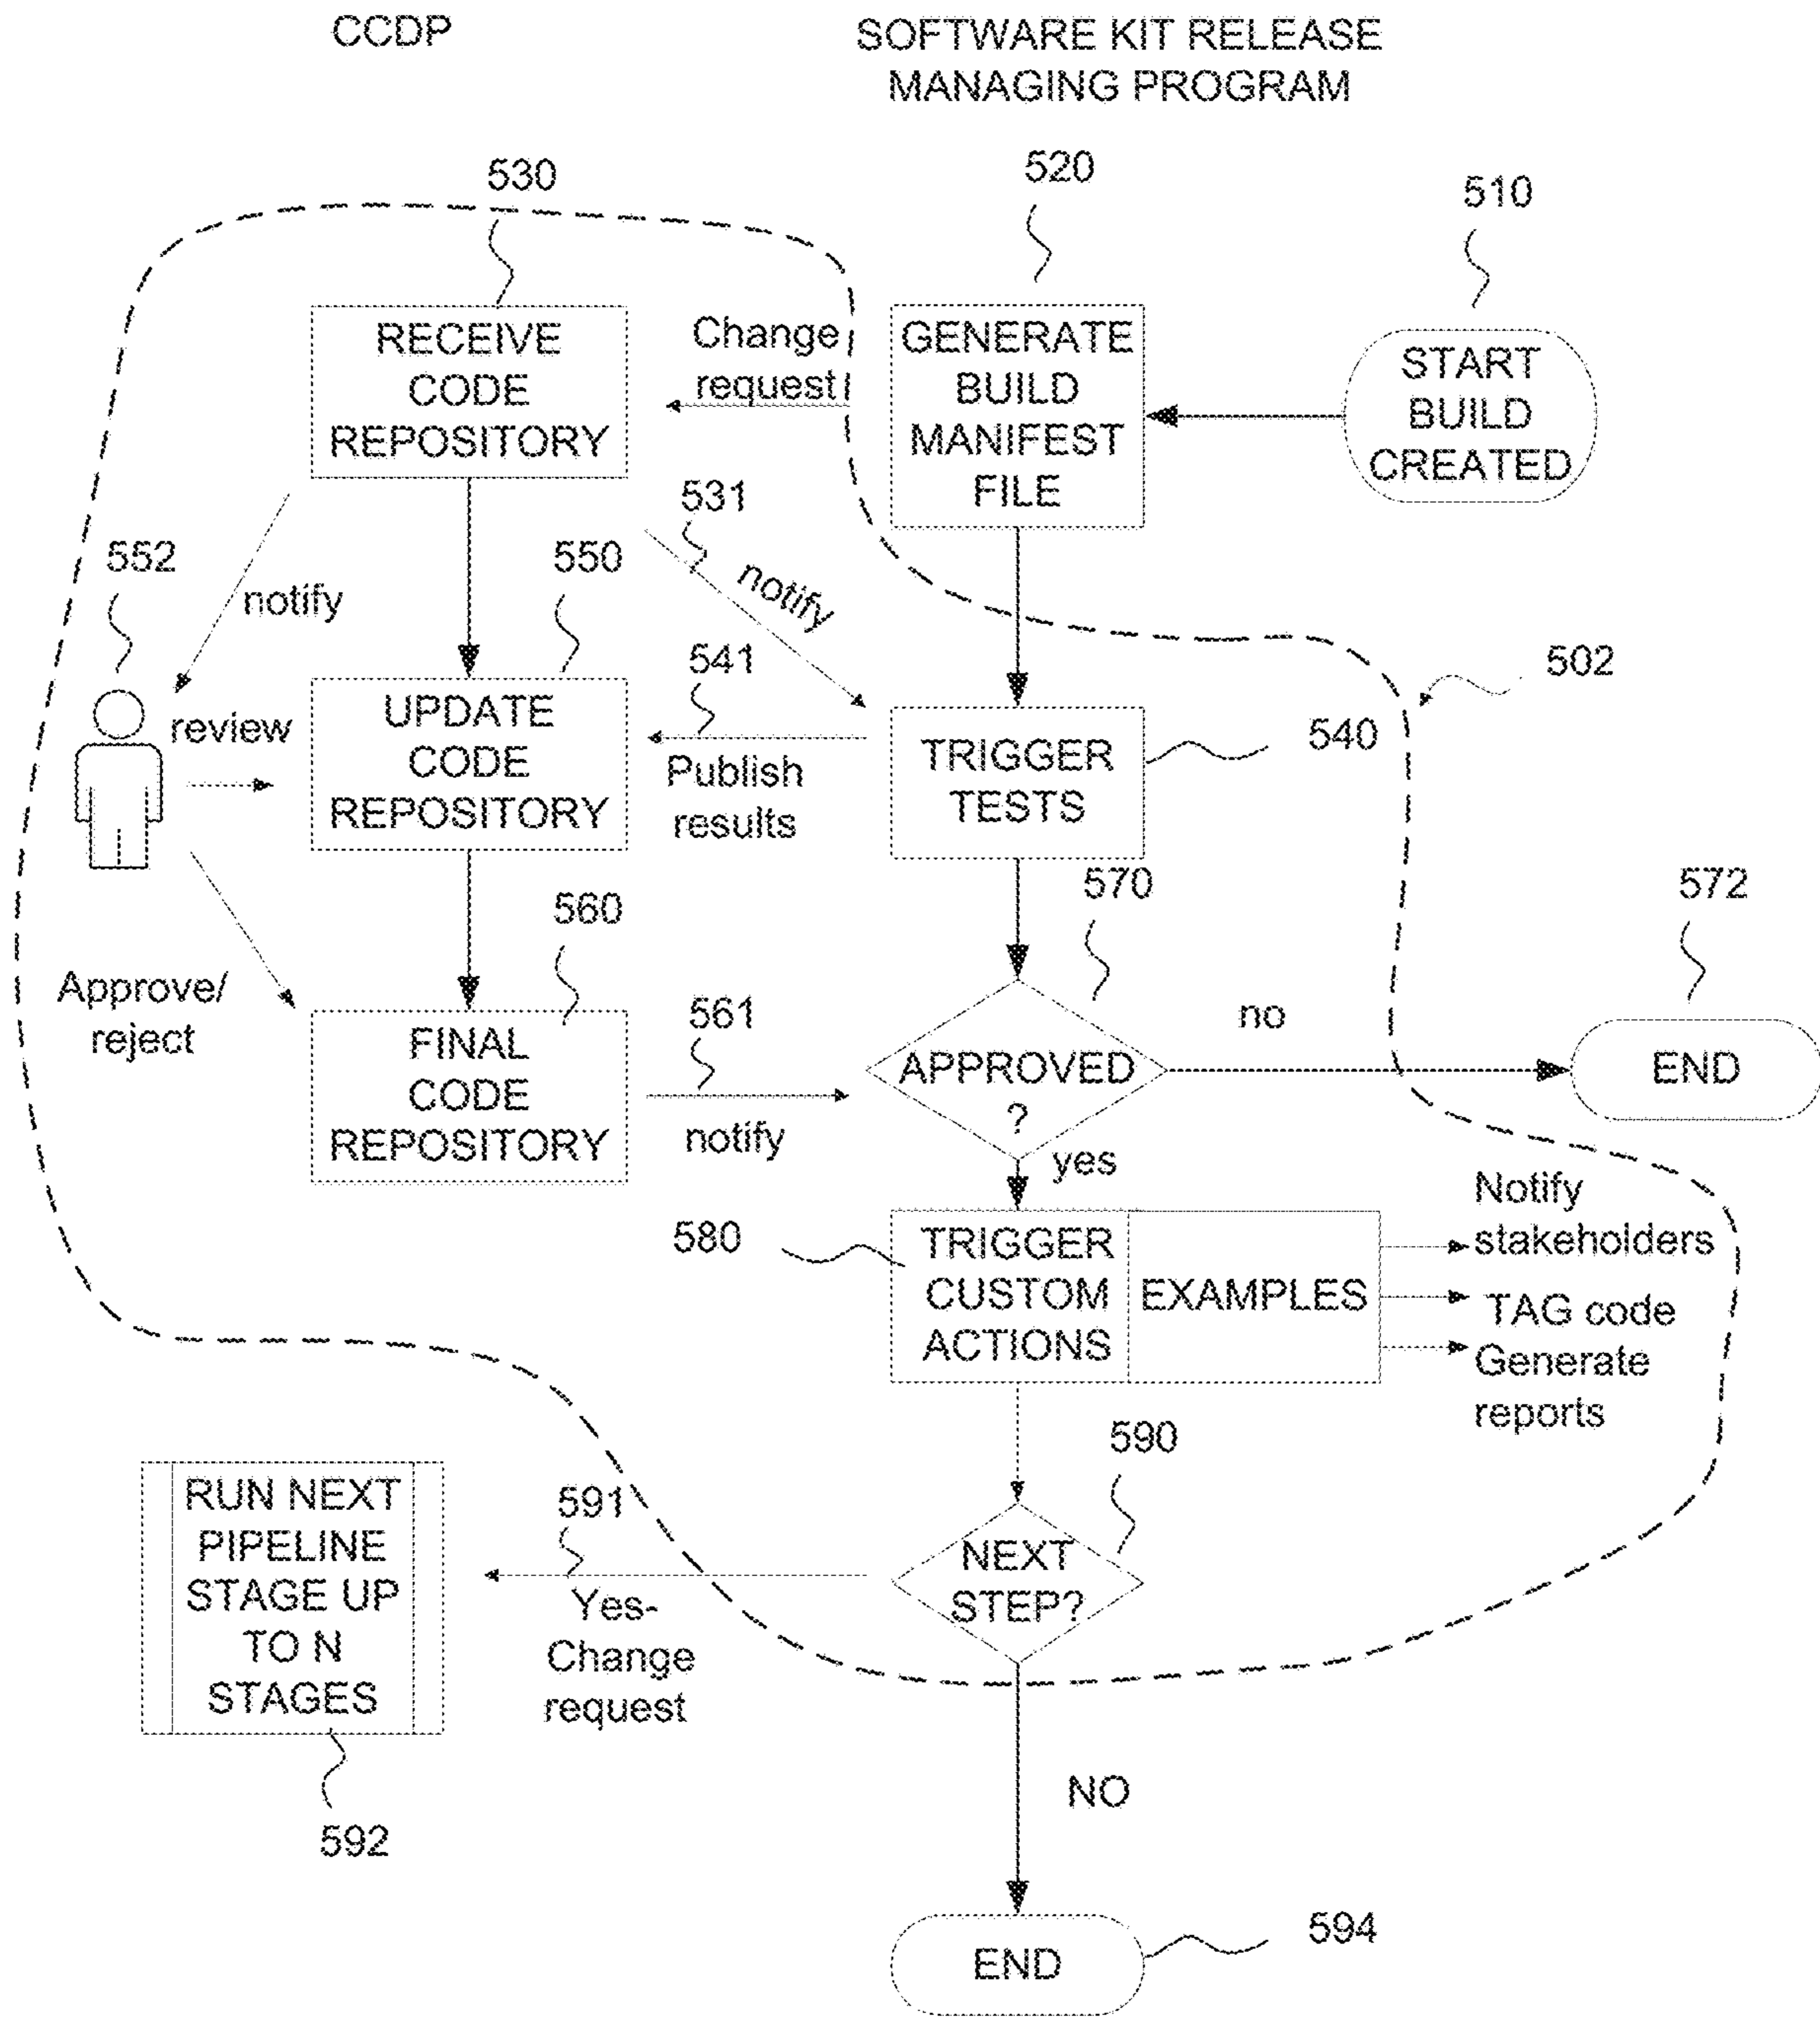 CCDP
SOFTWARE KIT RELEASE
MANAGING PROGRAM
530
520
510
RECEIVE
CODE
REPOSITORY
Change
request
GENERATE
BUILD
MANIFEST
FILE
START
BUILD
CREATED
531
notify
552
notify
550
541
502
review
UPDATE
CODE
REPOSITORY
Publish
results
TRIGGER
TESTS
540
570
572
560
Approve/
reject
FINAL
CODE
REPOSITORY
561
notify
APPROVED
?
no
END
yes
580
TRIGGER
CUSTOM
ACTIONS
EXAMPLES
Notify
stakeholders
TAG code
Generate
reports
590
RUN NEXT
PIPELINE
STAGE UP
TO N
STAGES
591
Yes-
Change
request
NEXT
STEP?
592
NO
END
594